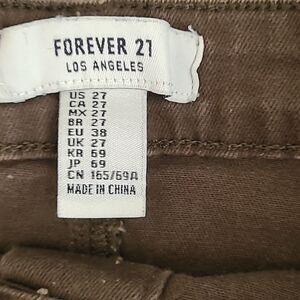 FOREVER 21
LOS ANGELES
US 27
CA 27
MX 27
BR 27
EU 38
UK 27
KR 69
JP 69
CN 165/69A
MADE IN CHINA